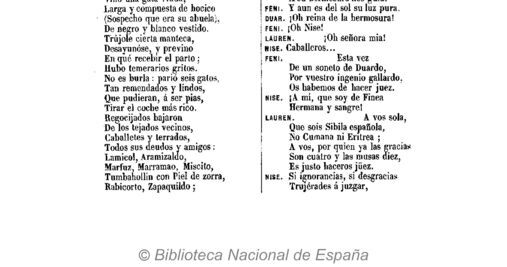 Larga y compuesta de hocico
(Sospecho que era su abuela),
De negro y blanco vestido.
Trújole cierta manteca,
Desayunóse, y previno
En qué recebir el parto;
Hubo temerarios gritos.
No es burla: parió seis gatos,
Tan remendados y lindos,
Que pudieran, á ser pias,
Tirar el coche más rico.
Regocijados bajaron
De los tejados vecinos,
Caballetes y terrados,
Todos sus deudos y amigos:
Lamicol, Aramizaldo,
Marfuz, Marramao, Miscito,
Tumbahollin con Piel de zorra,
Rabicorto, Zapaquildo;
FENI. Y aun es del sol su luz pura.
DUAR. ¡Oh reina de la hermosura!
FENI. ¡Oh Nise!
LAUREN. ¡Oh señora mia!
NISE. Caballeros...
FENI. Esta vez
De un soneto de Duardo,
Por vuestro ingenio gallardo,
Os habemos de hacer juez.
NISE. ¡A mí, que soy de Finea
Hermana y sangre!
LAUREN. A vos sola,
Que sois Sibila española,
No Cumana ni Eritrea;
A vos, por quien ya las gracias
Son cuatro y las musas diez,
Es justo haceros jüez.
NISE. Si ignorancias, si desgracias
Trujérades á juzgar,
© Biblioteca Nacional de España